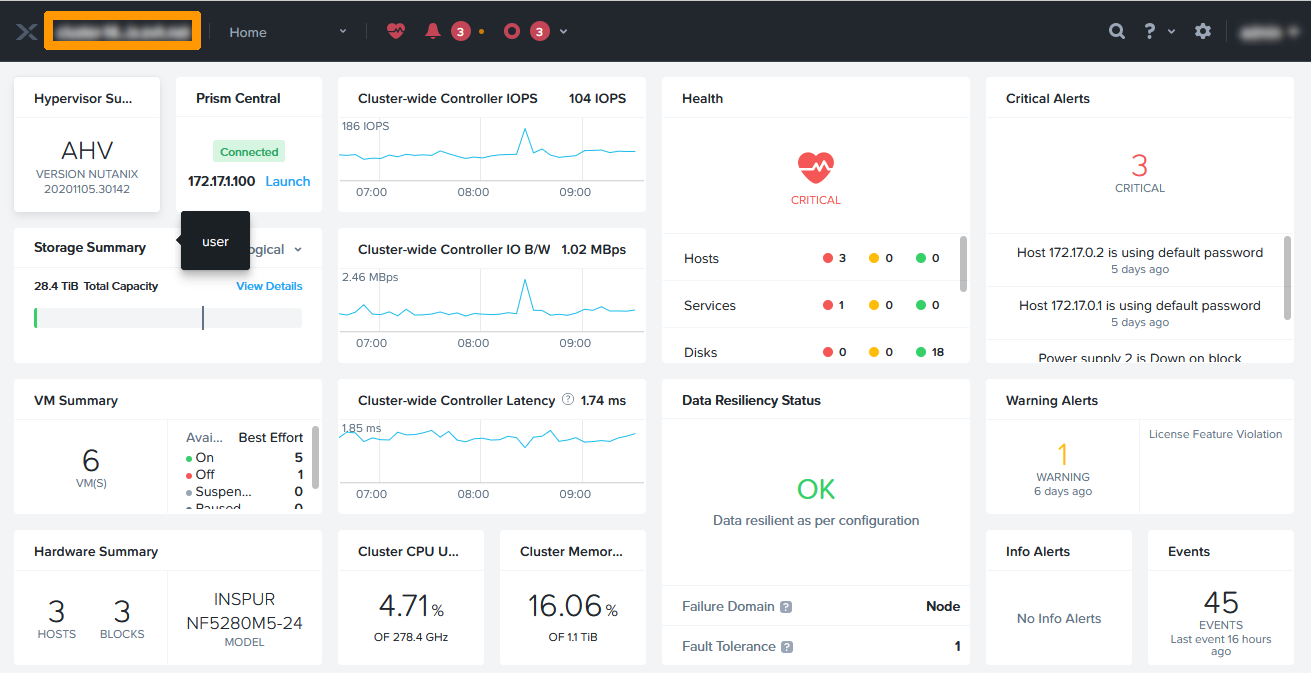 Home
3
3
?
Hypervisor Su...
AHV
VERSION NUTANIX
20201105.30142
Prism Central
Connected
172.17.1.100 Launch
Cluster-wide Controller IOPS 104 IOPS
186 IOPS
07:00 08:00 09:00
Health
CRITICAL
Hosts 3 0 0
Services 1 0 0
Disks 0 0 18
Critical Alerts
3
CRITICAL
Host 172.17.0.2 is using default password
5 days ago
Host 172.17.0.1 is using default password
5 days ago
Power supply 2 is Down on block
Storage Summary
user
ogical
28.4 TiB Total Capacity View Details
Cluster-wide Controller IO B/W 1.02 MBps
2.46 MBps
07:00 08:00 09:00
VM Summary
6
VM(S)
Avai... Best Effort
On 5
Off 1
Suspen... 0
Paused 0
Cluster-wide Controller Latency ? 1.74 ms
1.85 ms
07:00 08:00 09:00
Data Resiliency Status
OK
Data resilient as per configuration
Failure Domain ? Node
Fault Tolerance ? 1
Warning Alerts
1
WARNING
6 days ago
License Feature Violation
Hardware Summary
3
HOSTS
3
BLOCKS
INSPUR
NF5280M5-24
MODEL
Cluster CPU U...
4.71 %
OF 278.4 GHz
Cluster Memor...
16.06 %
OF 1.1 TiB
Info Alerts
No Info Alerts
Events
45
EVENTS
Last event 16 hours
ago